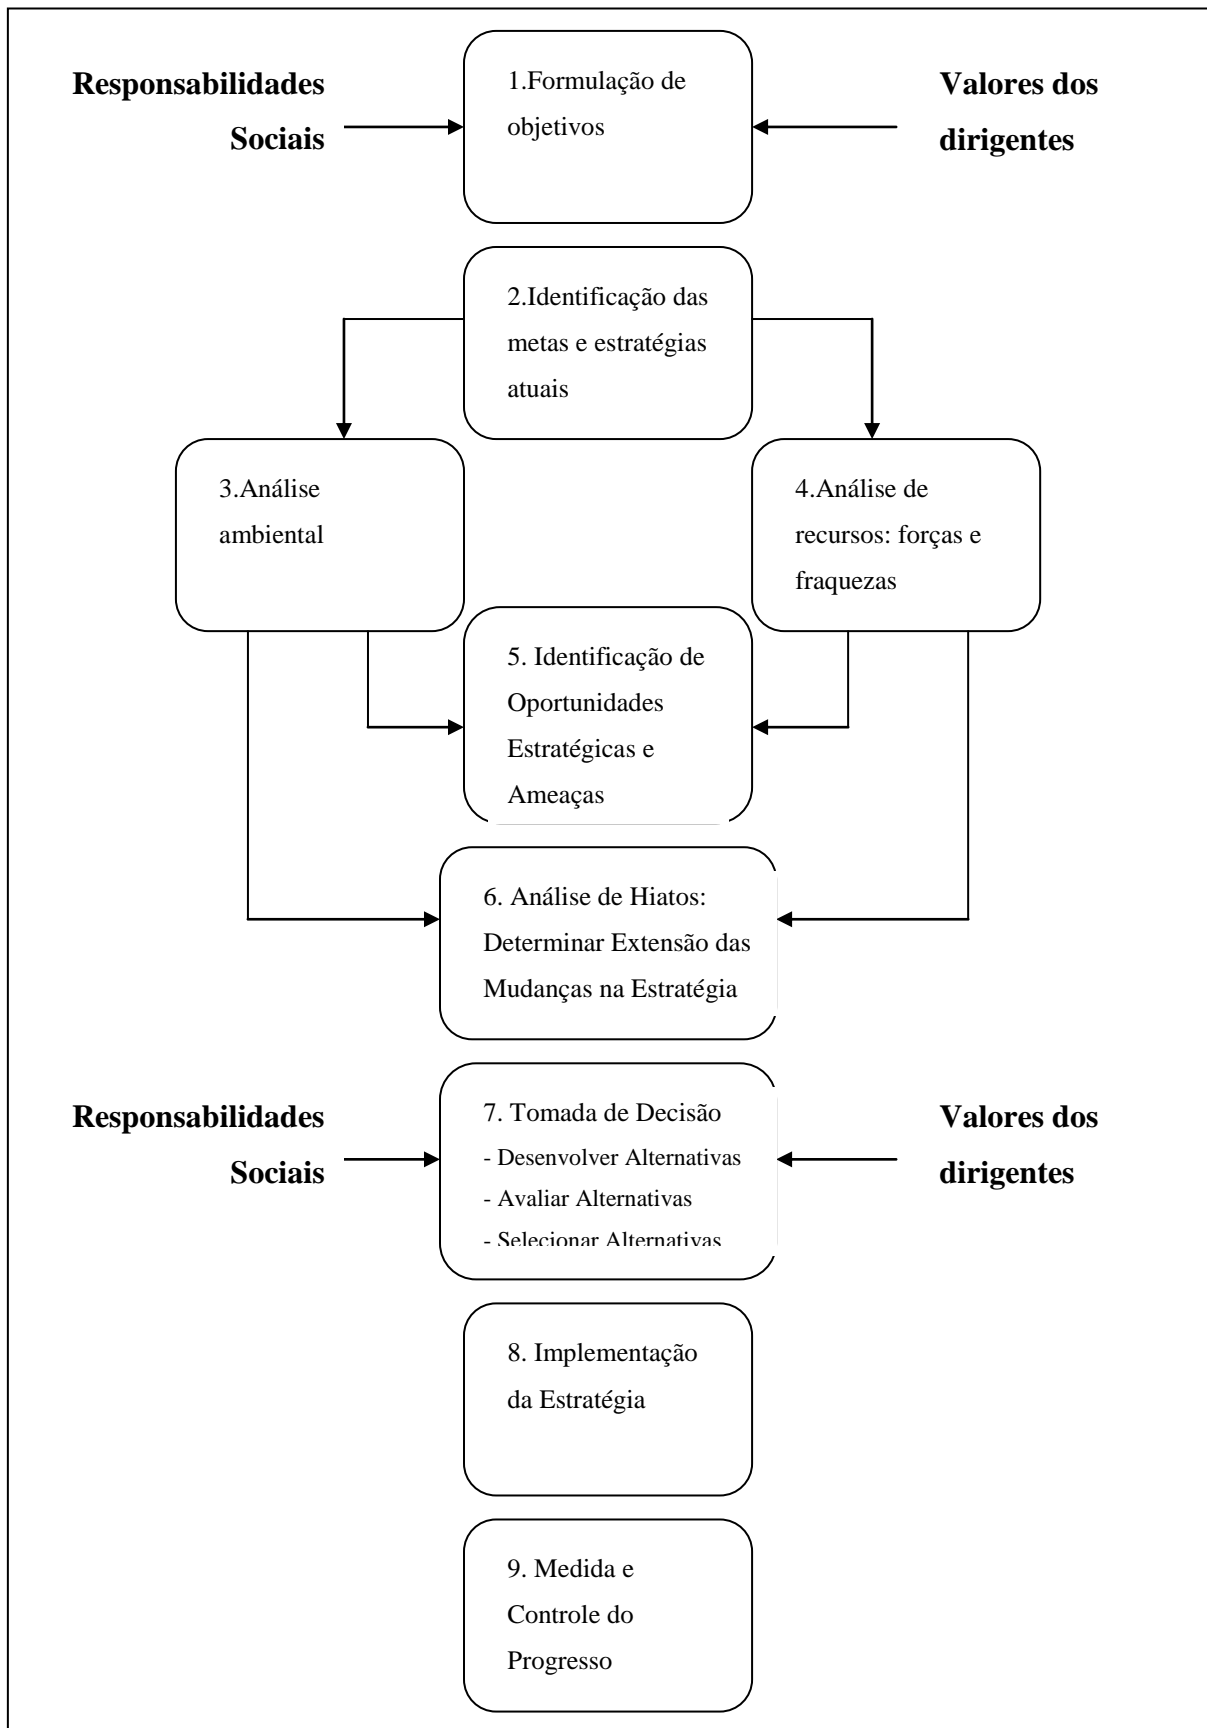 Responsabilidades
Sociais
1.Formulação de
objetivos
Valores dos
dirigentes
2.Identificação das
metas e estratégias
atuais
3.Análise
ambiental
4.Análise de
recursos: forças e
fraquezas
5. Identificação de
Oportunidades
Estratégicas e
Ameaças
6. Análise de Hiatos:
Determinar Extensão das
Mudanças na Estratégia
Responsabilidades
Sociais
7. Tomada de Decisão
- Desenvolver Alternativas
- Avaliar Alternativas
- Selecionar Alternativas
Valores dos
dirigentes
8. Implementação
da Estratégia
9. Medida e
Controle do
Progresso